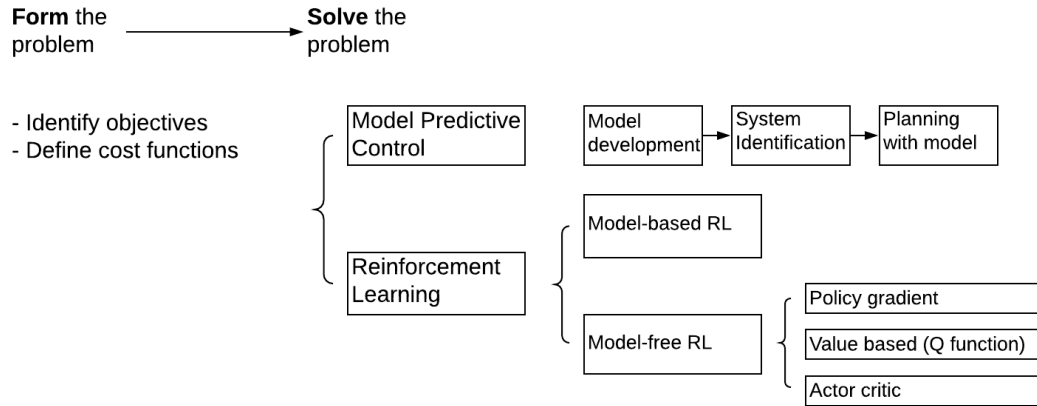 Form the
problem
Solve the
problem
- Identify objectives
- Define cost functions
Model Predictive
Control
Model
development
System
Identification
Planning
with model
Model-based RL
Reinforcement
Learning
Policy gradient
Model-free RL
Value based (Q function)
Actor critic